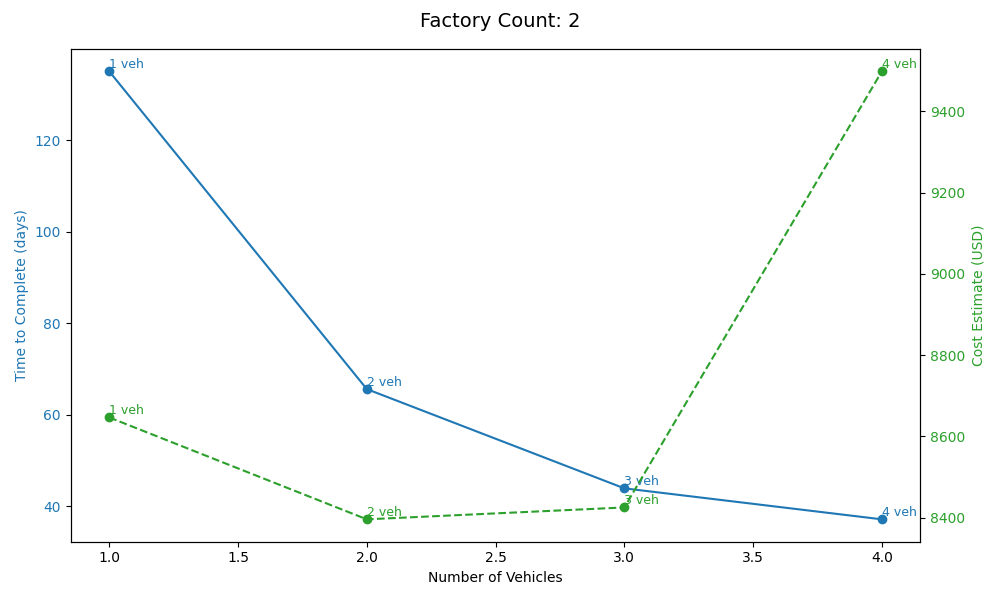 Factory Count: 2
1 veh
4 veh
120
100
80
60
40
Time to Complete (days)
2 veh
3 veh
4 veh
1 veh
2 veh
3 veh
9400
9200
9000
8800
8600
8400
Cost Estimate (USD)
1.0
1.5
2.0
2.5
3.0
3.5
4.0
Number of Vehicles